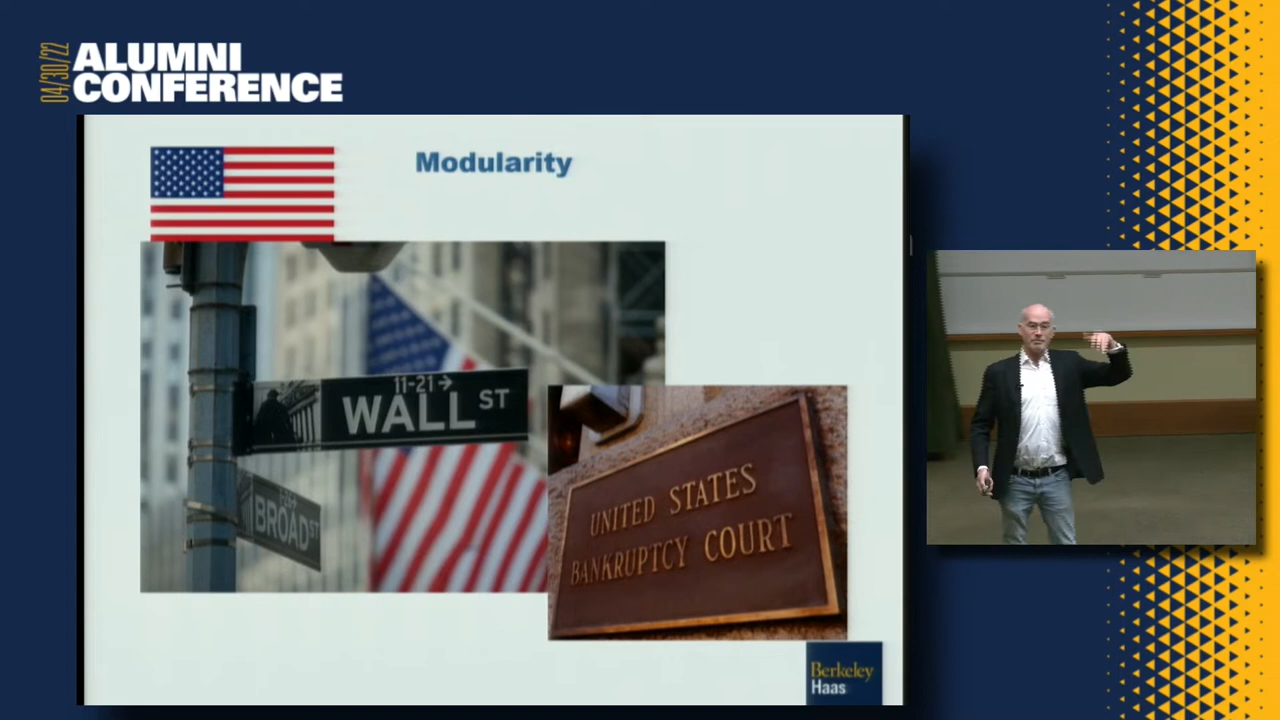 04/30/22
ALUMNI
CONFERENCE
Modularity
11-21→
WALL ST
BROAD ST
UNITED STATES
BANKRUPTCY COURT
Berkeley
Haas